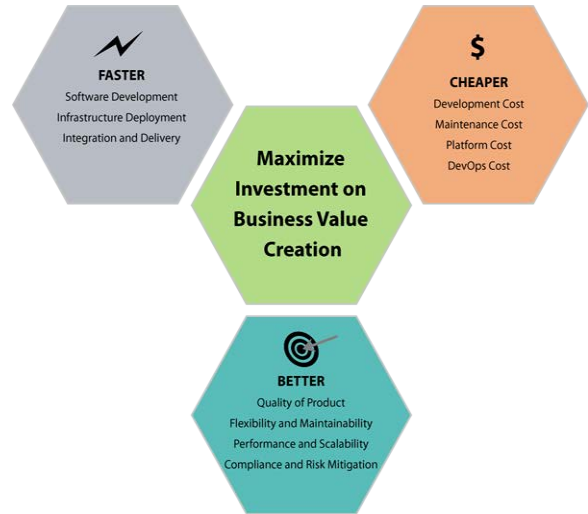 FASTER
Software Development
Infrastructure Deployment
Integration and Delivery
$
CHEAPER
Development Cost
Maintenance Cost
Platform Cost
DevOps Cost
Maximize
Investment on
Business Value
Creation
BETTER
Quality of Product
Flexibility and Maintainability
Performance and Scalability
Compliance and Risk Mitigation